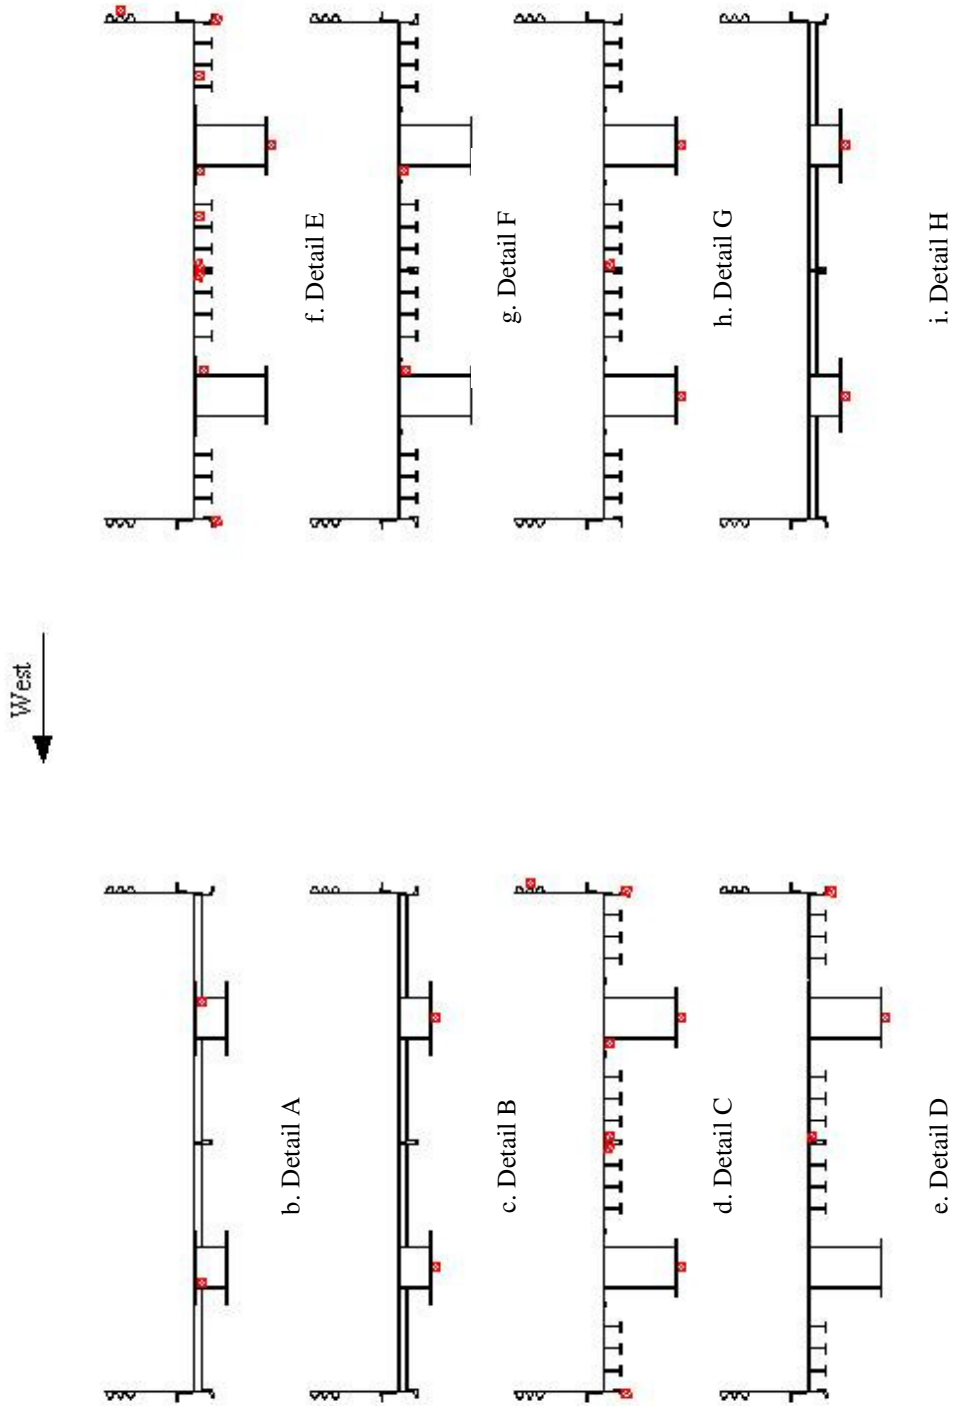 West
b. Detail A
c. Detail B
d. Detail C
e. Detail D
f. Detail E
g. Detail F
h. Detail G
i. Detail H